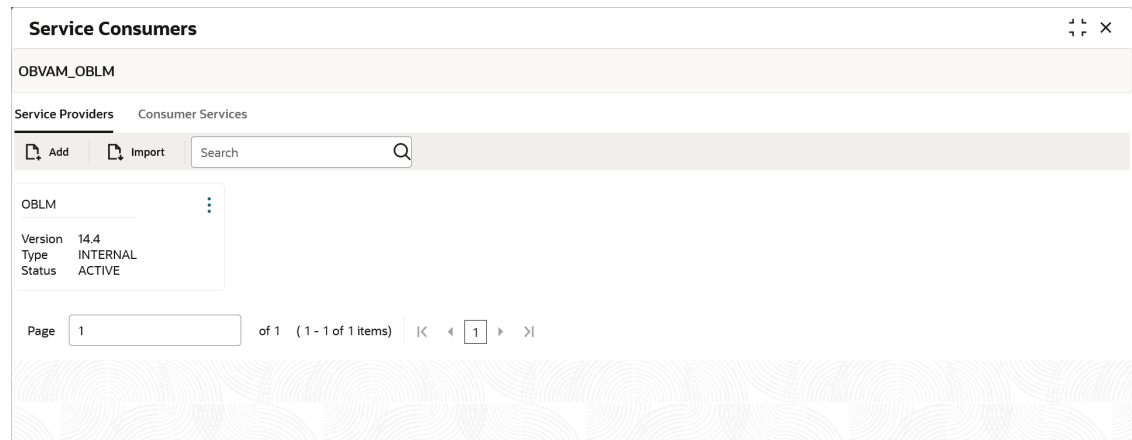 Service Consumers
OBVAM_OBLM
Service Providers Consumer Services
Add Import Search
OBLM
Version 14.4
Type INTERNAL
Status ACTIVE
Page 1 of 1 ( 1 - 1 of 1 items) 1